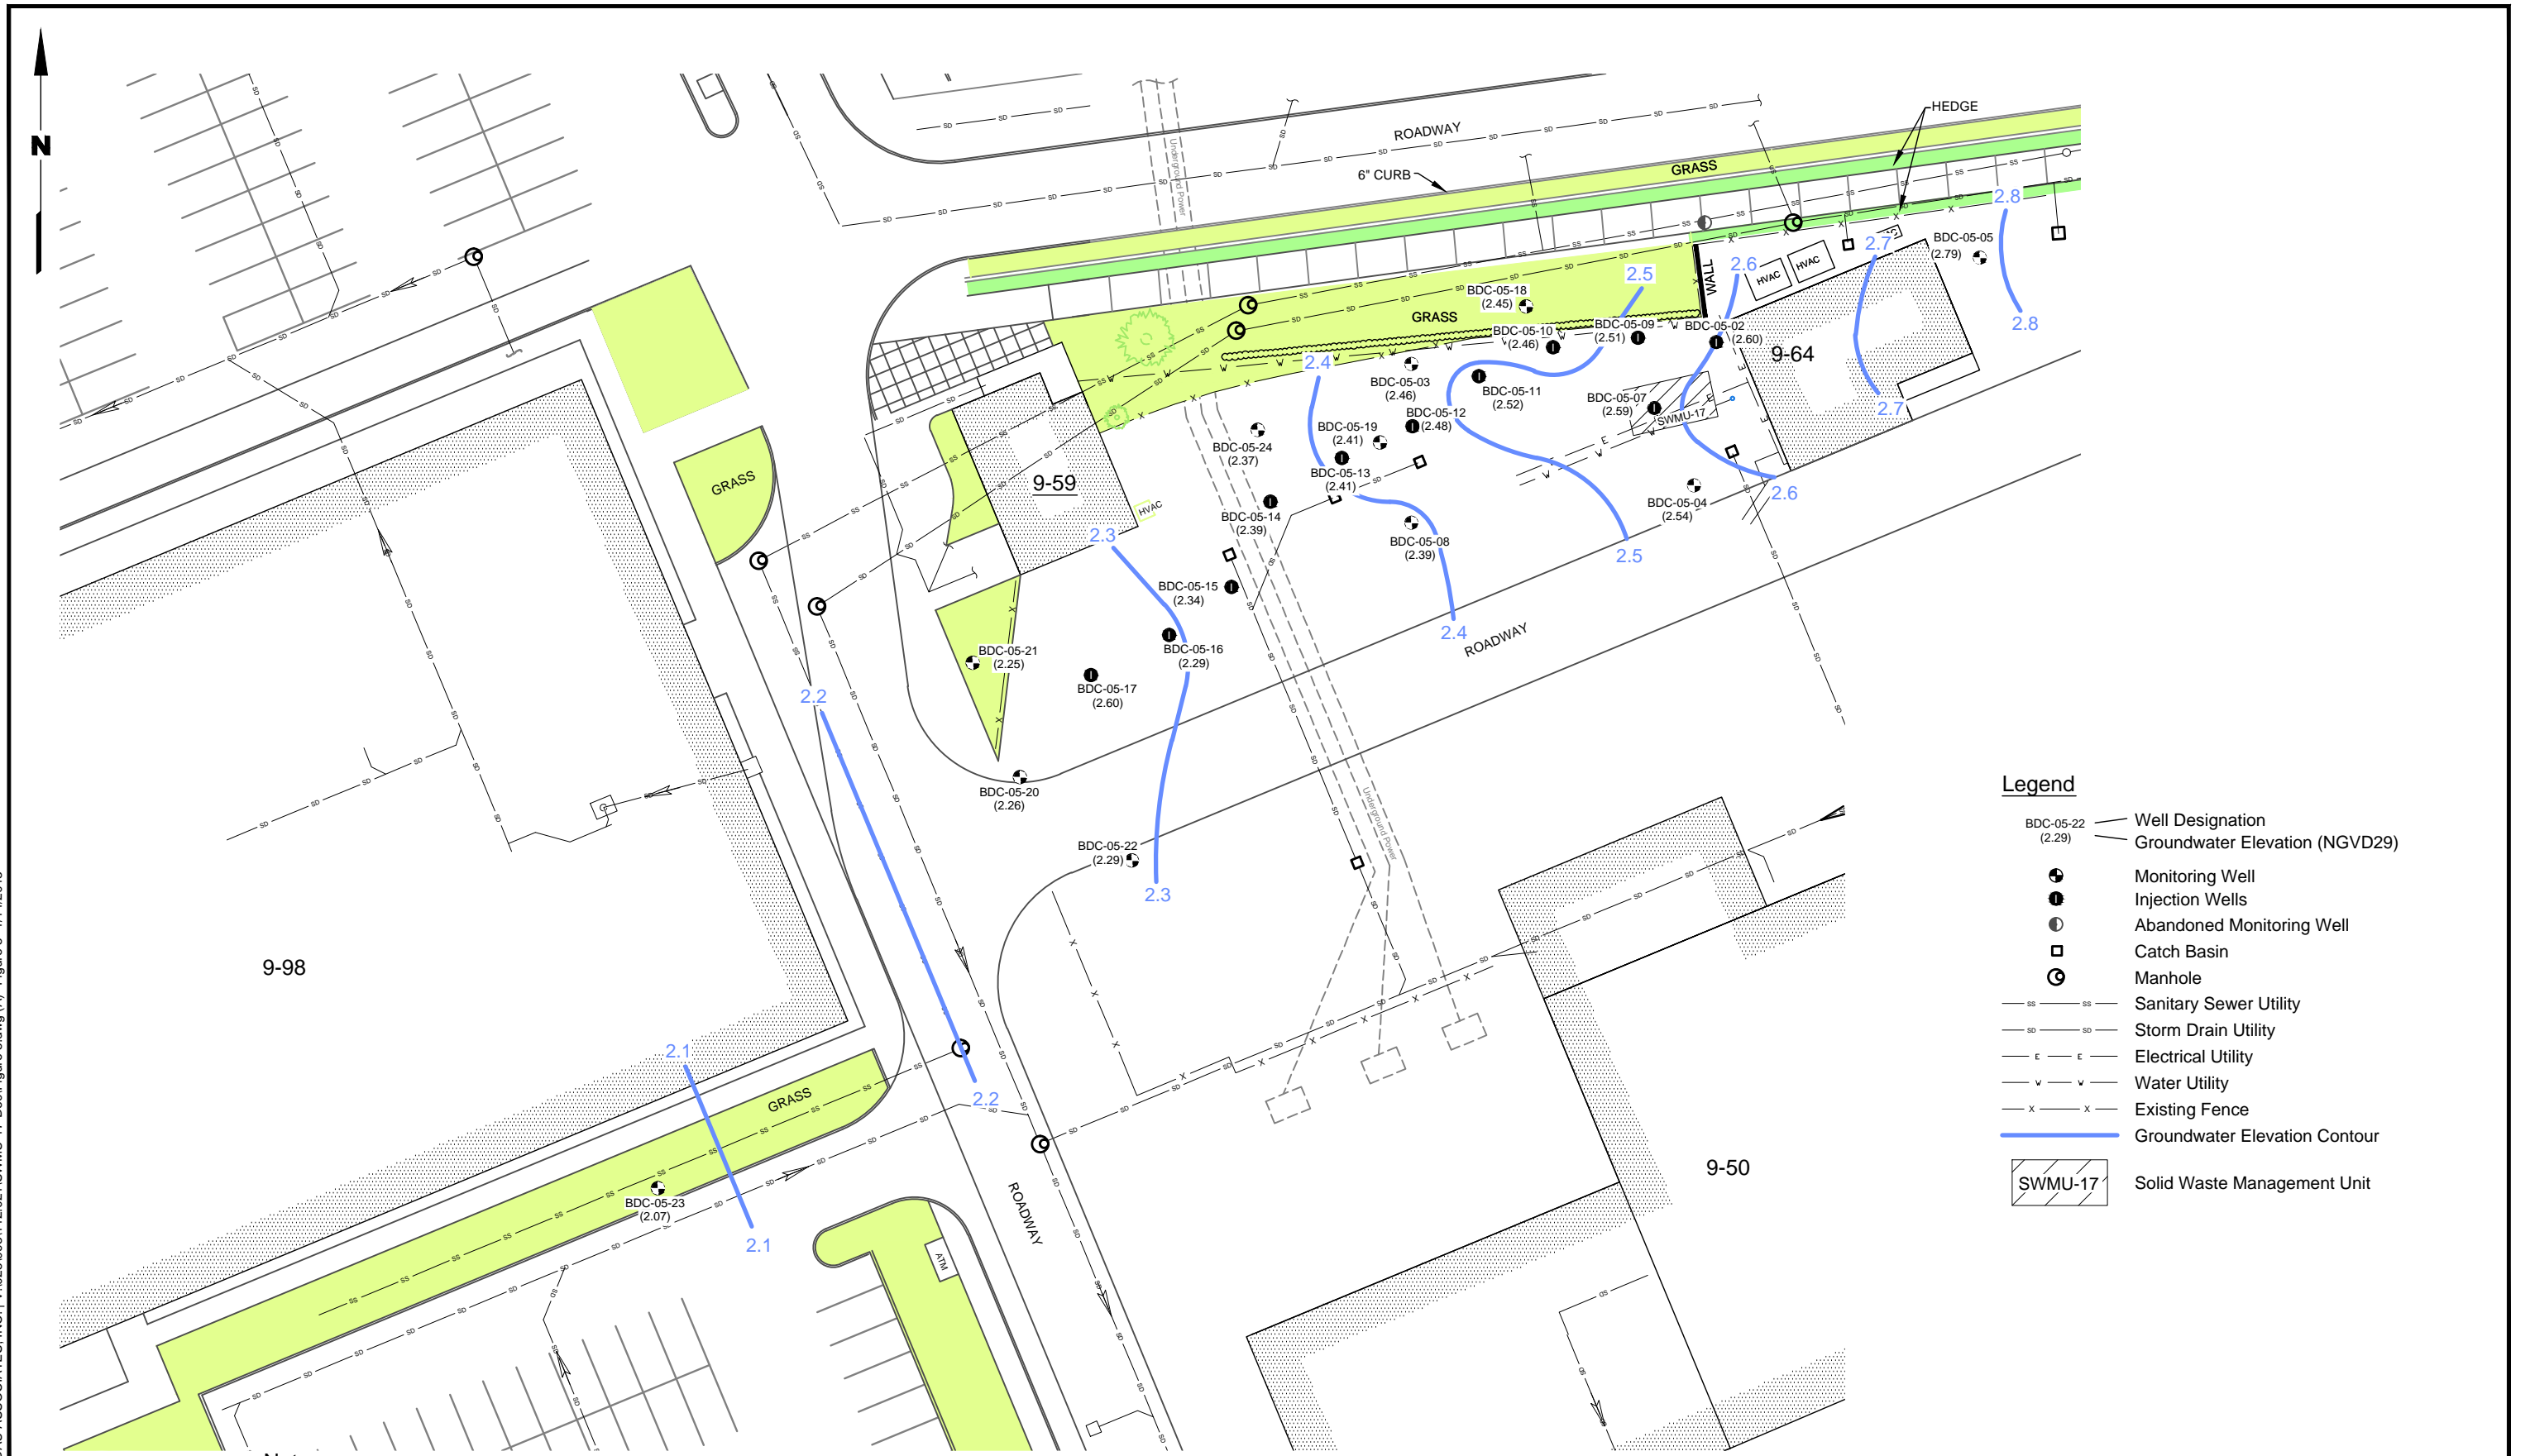 N
HEDGE
ROADWAY
GRASS
6" CURB
Underground Power
2.8
BDC-05-05
(2.79)
2.7
2.6
HVAC
HVAC
WALL
2.5
BDC-05-18
(2.45)
GRASS
2.8
BDC-05-10
(2.46)
BDC-05-09
(2.51)
BDC-05-02
(2.60)
9-64
2.4
BDC-05-03
(2.46)
BDC-05-11
(2.52)
BDC-05-07
(2.59)
SWMU-17
2.7
BDC-05-12
(2.48)
BDC-05-19
(2.41)
BDC-05-24
(2.37)
BDC-05-13
(2.41)
9-59
GRASS
HVAC
BDC-05-04
(2.54)
2.6
BDC-05-14
(2.39)
BDC-05-08
(2.39)
2.3
2.5
BDC-05-15
(2.34)
2.4
ROADWAY
BDC-05-16
(2.29)
BDC-05-21
(2.25)
BDC-05-17
(2.60)
2.2
BDC-05-20
(2.26)
Underground Power
BDC-05-22
(2.29)
2.3
9-98
2.1
GRASS
2.2
9-50
BDC-05-23
(2.07)
2.1
ROADWAY
ATM
Legend
BDC-05-22
(2.29)
Well Designation
Groundwater Elevation (NGVD29)
Monitoring Well
Injection Wells
Abandoned Monitoring Well
Catch Basin
Manhole
SS SS Sanitary Sewer Utility
SD SD Storm Drain Utility
E E Electrical Utility
W W Water Utility
X X Existing Fence
Groundwater Elevation Contour
SWMU-17 Solid Waste Management Unit